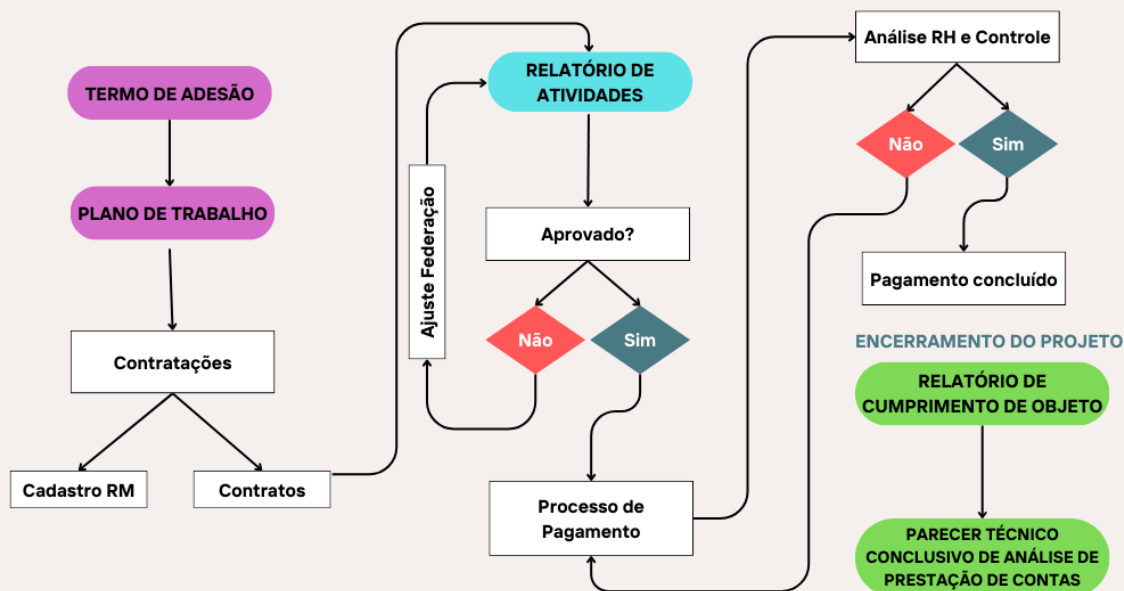 TERMO DE ADESÃO
PLANO DE TRABALHO
Contratações
Cadastro RM
Contratos
RELATÓRIO DE
ATIVIDADES
Ajuste Federação
Aprovado?
Não
Sim
Processo de
Pagamento
Análise RH e Controle
Não
Sim
Pagamento concluído
ENCERRAMENTO DO PROJETO
RELATÓRIO DE
CUMPRIMENTO DE OBJETO
PARECER TÉCNICO
CONCLUSIVO DE ANÁLISE DE
PRESTAÇÃO DE CONTAS